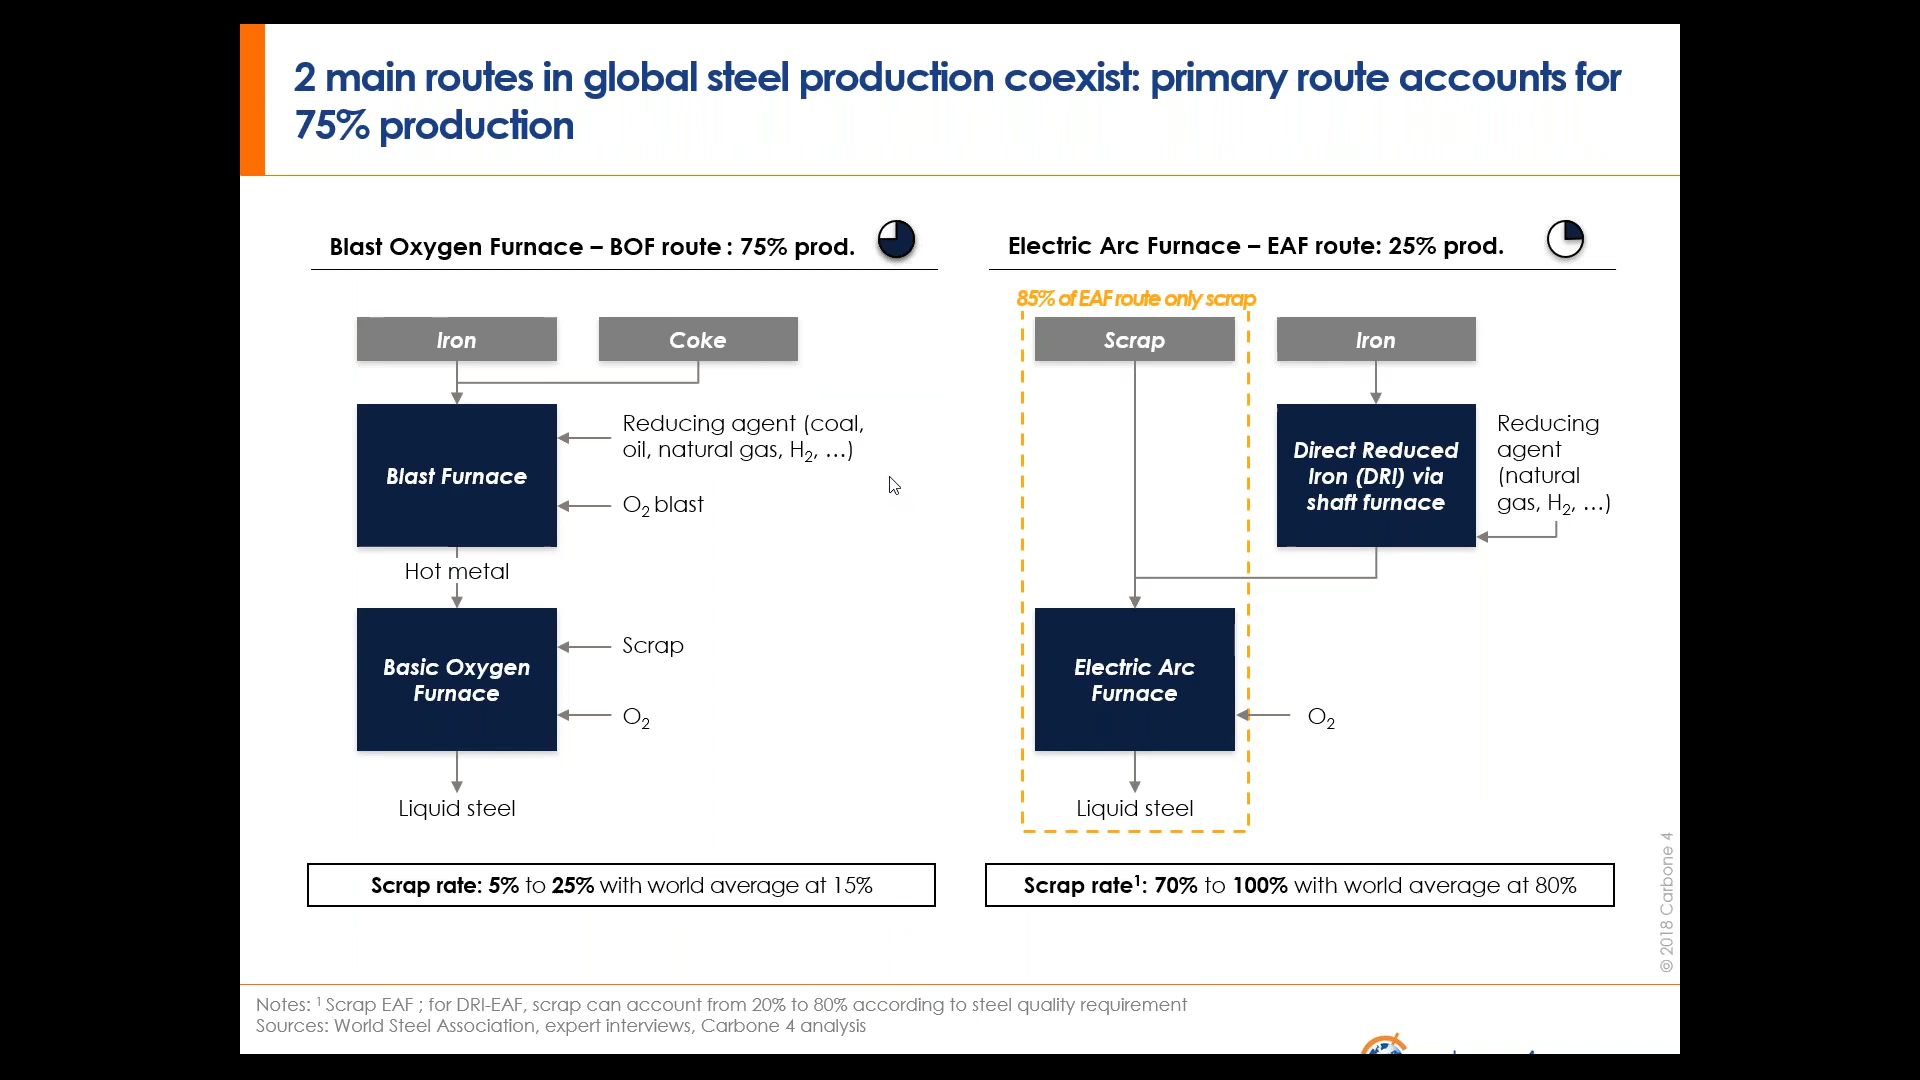 2 main routes in global steel production coexist: primary route accounts for
75% production
Blast Oxygen Furnace – BOF route : 75% prod.
Iron
Coke
Blast Furnace
Reducing agent (coal,
oil, natural gas, H₂, …)
O₂ blast
Hot metal
Basic Oxygen
Furnace
Scrap
O₂
Liquid steel
Scrap rate: 5% to 25% with world average at 15%
Electric Arc Furnace – EAF route: 25% prod.
85% of EAF route only scrap
Scrap
Iron
Direct Reduced
Iron (DRI) via
shaft furnace
Reducing
agent
(natural
gas, H₂, …)
Electric Arc
Furnace
O₂
Liquid steel
Scrap rate¹: 70% to 100% with world average at 80%
© 2018 Carbone 4
Notes: ¹ Scrap EAF ; for DRI-EAF, scrap can account from 20% to 80% according to steel quality requirement
Sources: World Steel Association, expert interviews, Carbone 4 analysis